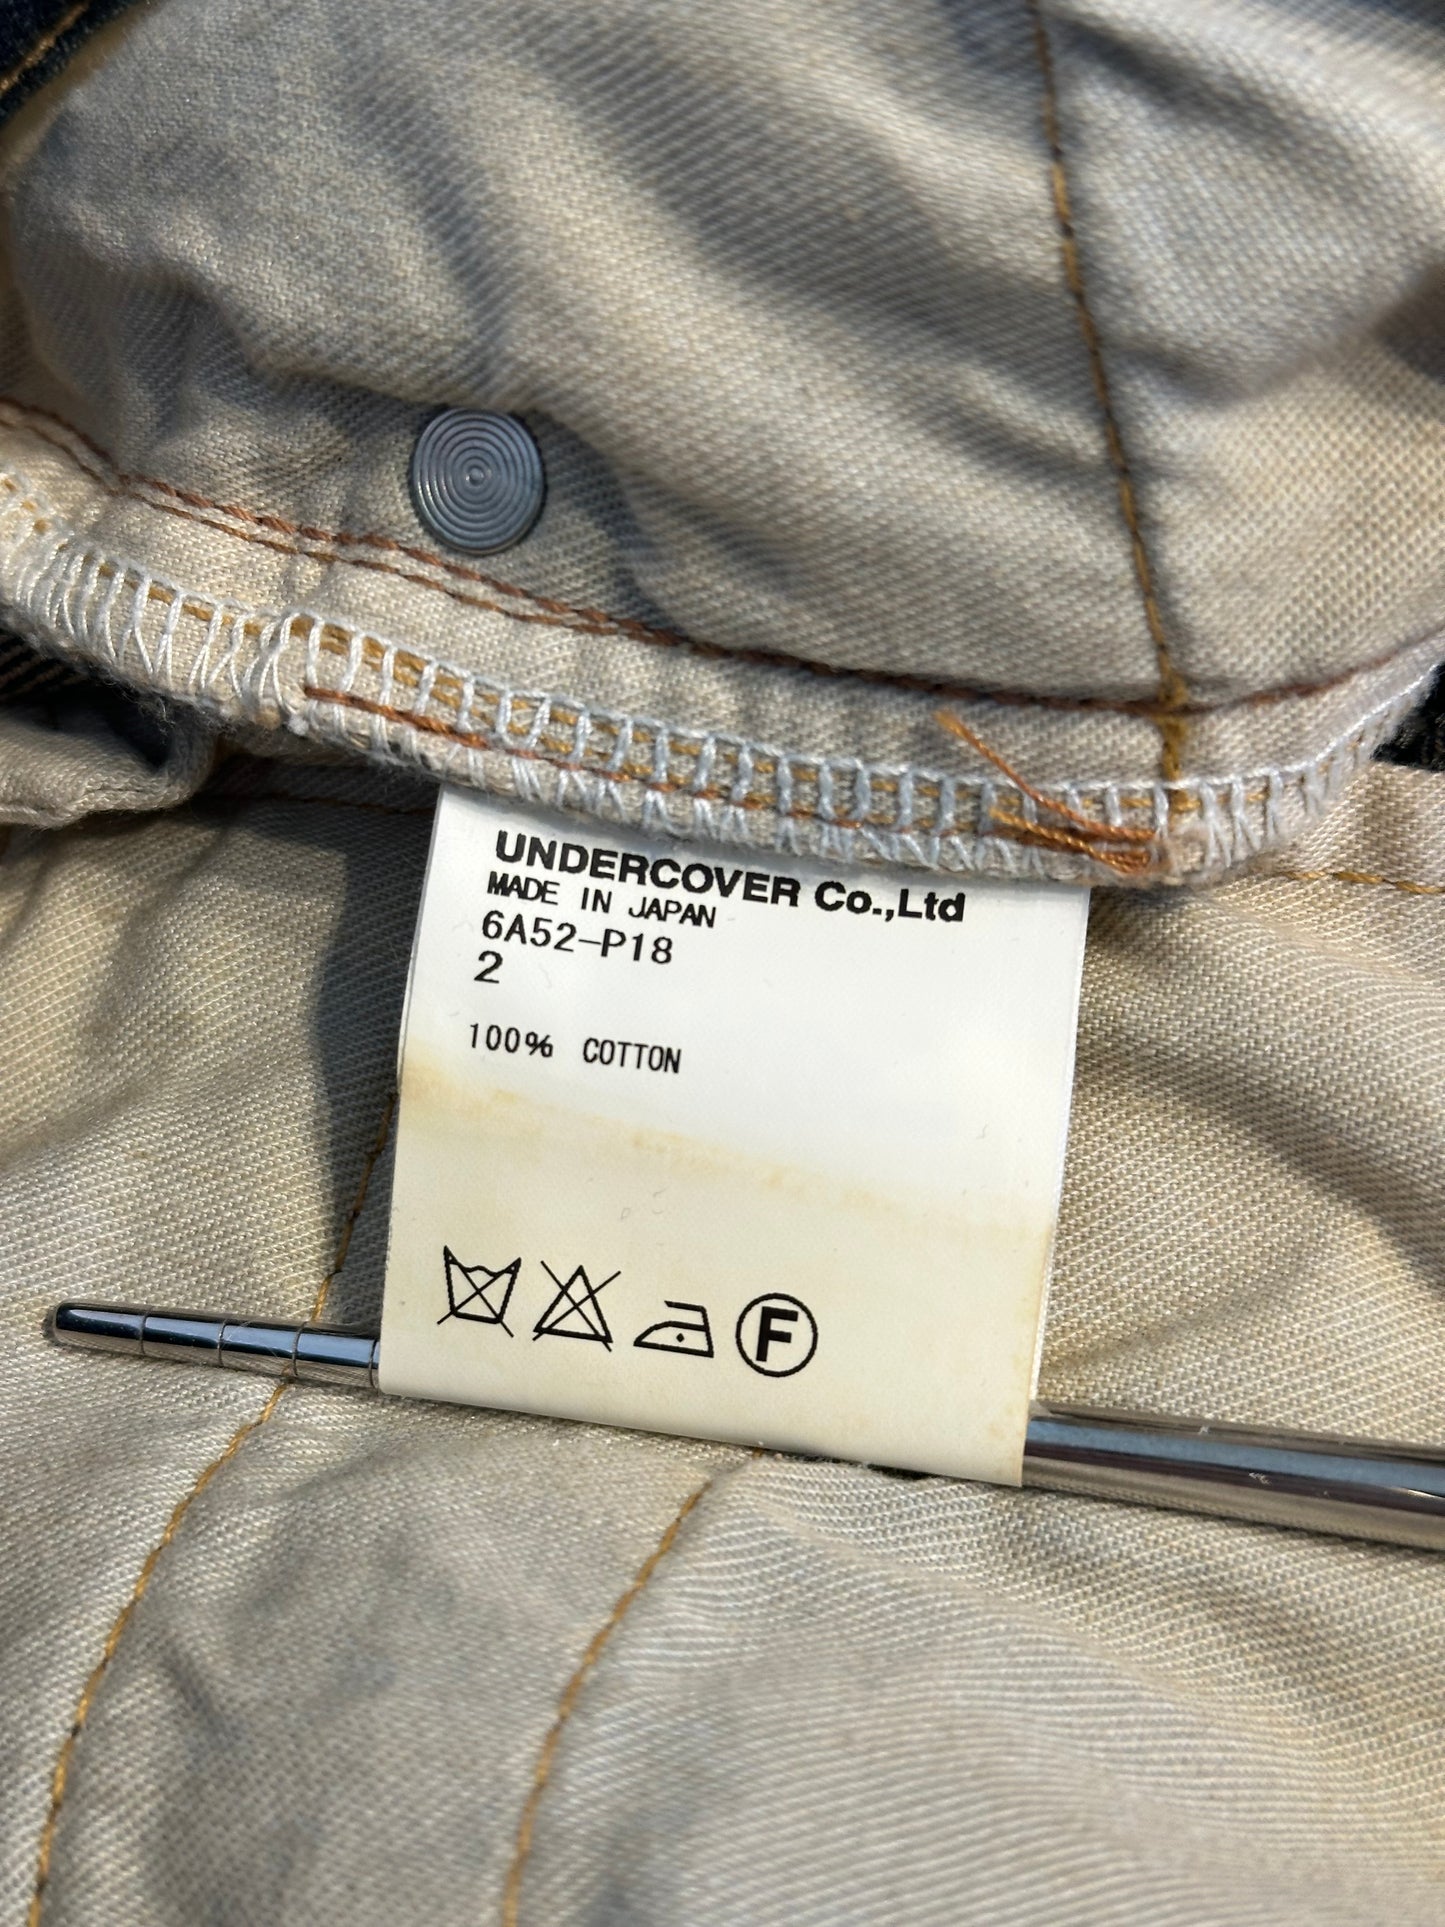 UNDERCOVER Co.,Ltd
MADE IN JAPAN
6A52-P18
2
100% COTTON
F